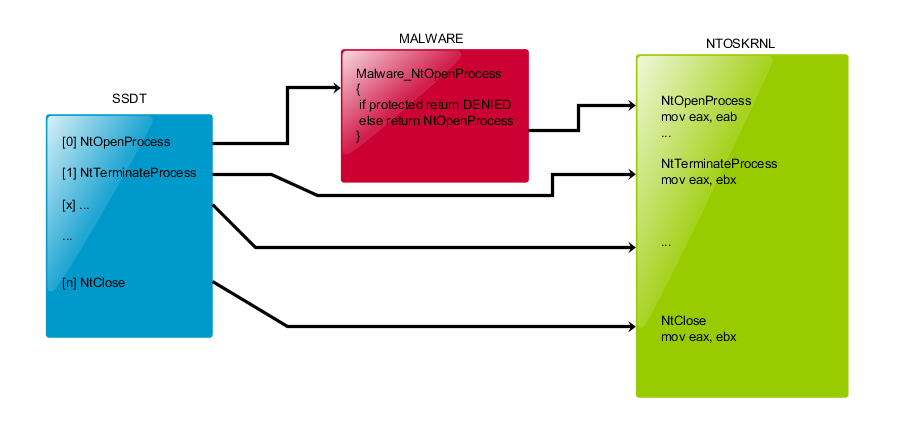 SSDT
[0] NtOpenProcess
[1] NtTerminateProcess
[x] ...
...
[n] NtClose
MALWARE
Malware_NtOpenProcess
{
if protected return DENIED
else return NtOpenProcess
}
NTOSKRNL
NtOpenProcess
mov eax, eab
...
NtTerminateProcess
mov eax, ebx
...
NtClose
mov eax, ebx